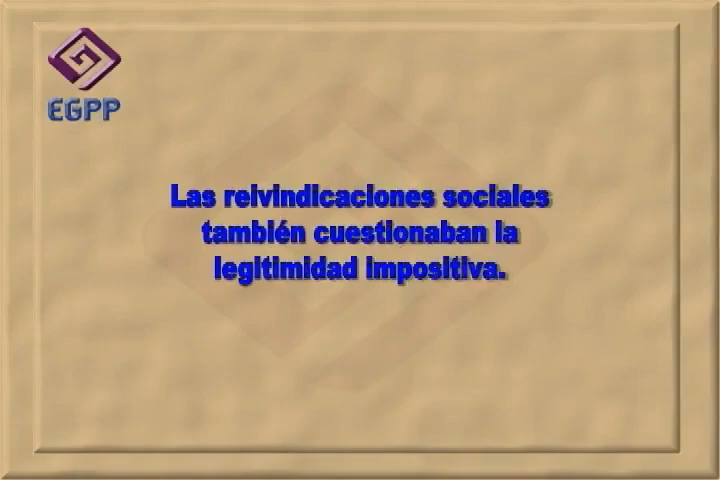 EGPP
Las reivindicaciones sociales
también cuestionaban la
legitimidad impositiva.